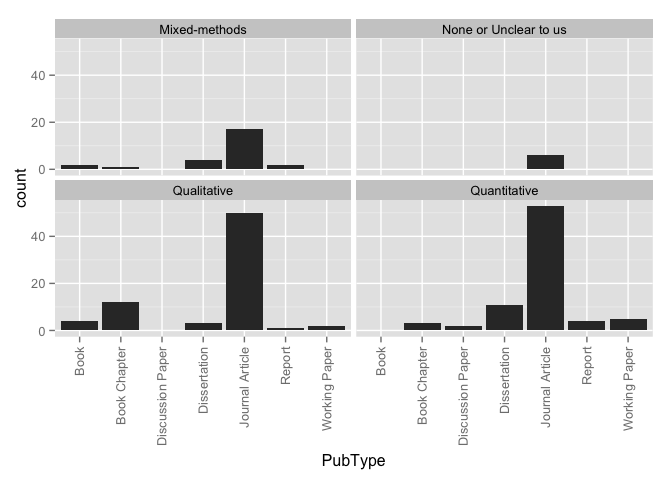 Mixed-methods
None or Unclear to us
40
20
0
Qualitative
Quantitative
40
20
0
count
Book
Book Chapter
Discussion Paper
Dissertation
Journal Article
Report
Working Paper
Book
Book Chapter
Discussion Paper
Dissertation
Journal Article
Report
Working Paper
PubType